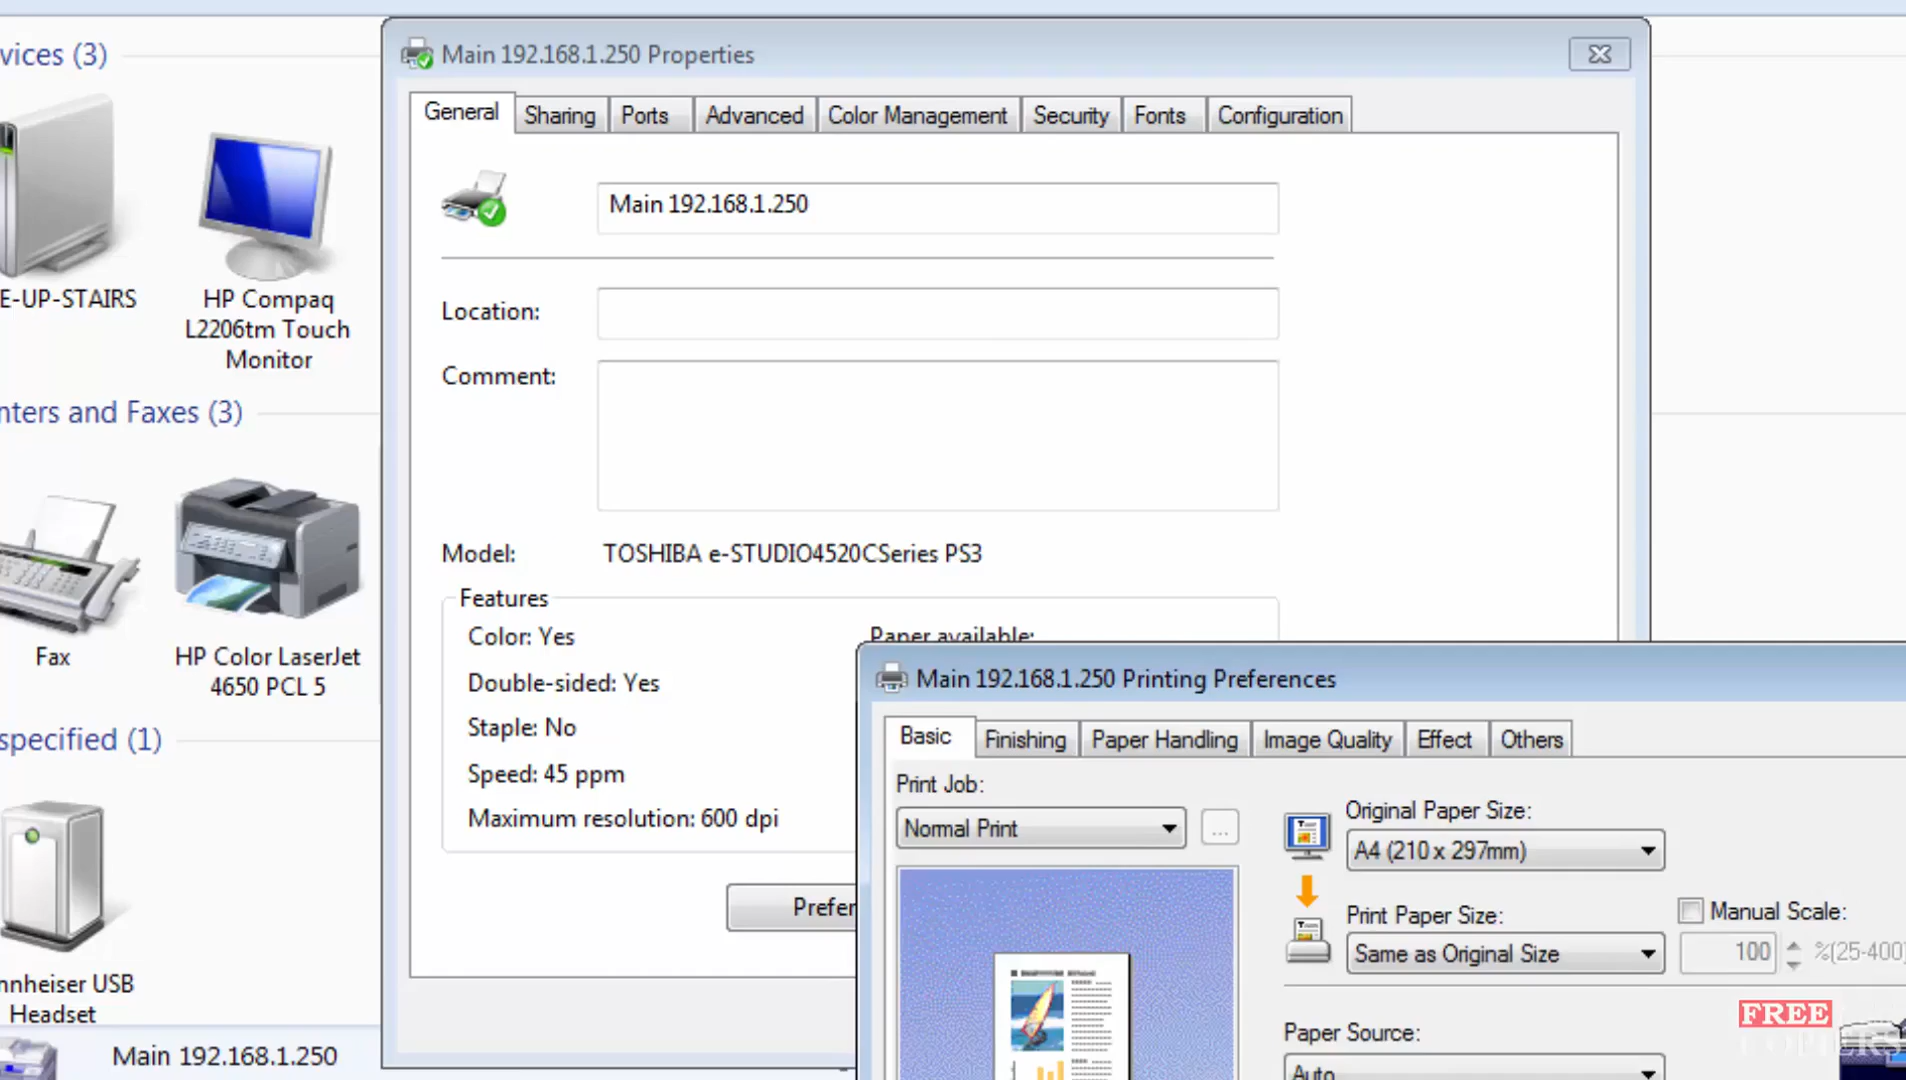 vices (3)
E-UP-STAIRS
HP Compaq
L2206tm Touch
Monitor
nters and Faxes (3)
Fax
HP Color LaserJet
4650 PCL 5
specified (1)
nnheiser USB
Headset
Main 192.168.1.250
Main 192.168.1.250 Properties
General Sharing Ports Advanced Color Management Security Fonts Configuration
Main 192.168.1.250
Location:
Comment:
Model: TOSHIBA e-STUDIO4520CSeries PS3
Features
Color: Yes
Paper available:
Double-sided: Yes
Staple: No
Speed: 45 ppm
Maximum resolution: 600 dpi
Prefer
Main 192.168.1.250 Printing Preferences
Basic Finishing Paper Handling Image Quality Effect Others
Print Job:
Normal Print
...
Original Paper Size:
A4 (210 x 297mm)
Print Paper Size:
Same as Original Size
Manual Scale:
100 %(25-400)
Paper Source:
Auto
FREE
COPIERS